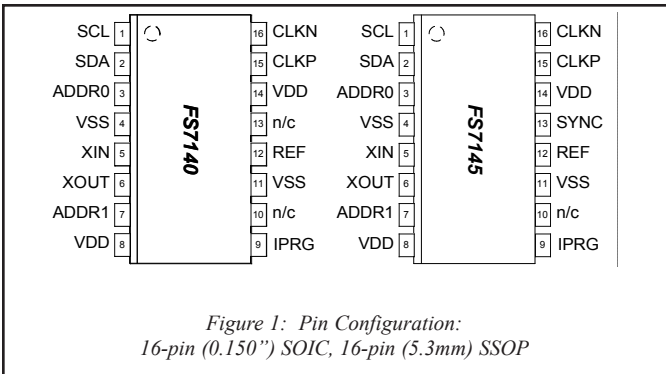 SCL 1 16 CLKN SCL 1 16 CLKN
SDA 2 15 CLKP SDA 2 15 CLKP
ADDR0 3 14 VDD ADDR0 3 14 VDD
VSS 4 13 n/c VSS 4 13 SYNC
XIN 5 12 REF XIN 5 12 REF
XOUT 6 11 VSS XOUT 6 11 VSS
ADDR1 7 10 n/c ADDR1 7 10 n/c
VDD 8 9 IPRG VDD 8 9 IPRG
FS7140
FS7145
Figure 1: Pin Configuration:
16-pin (0.150”) SOIC, 16-pin (5.3mm) SSOP